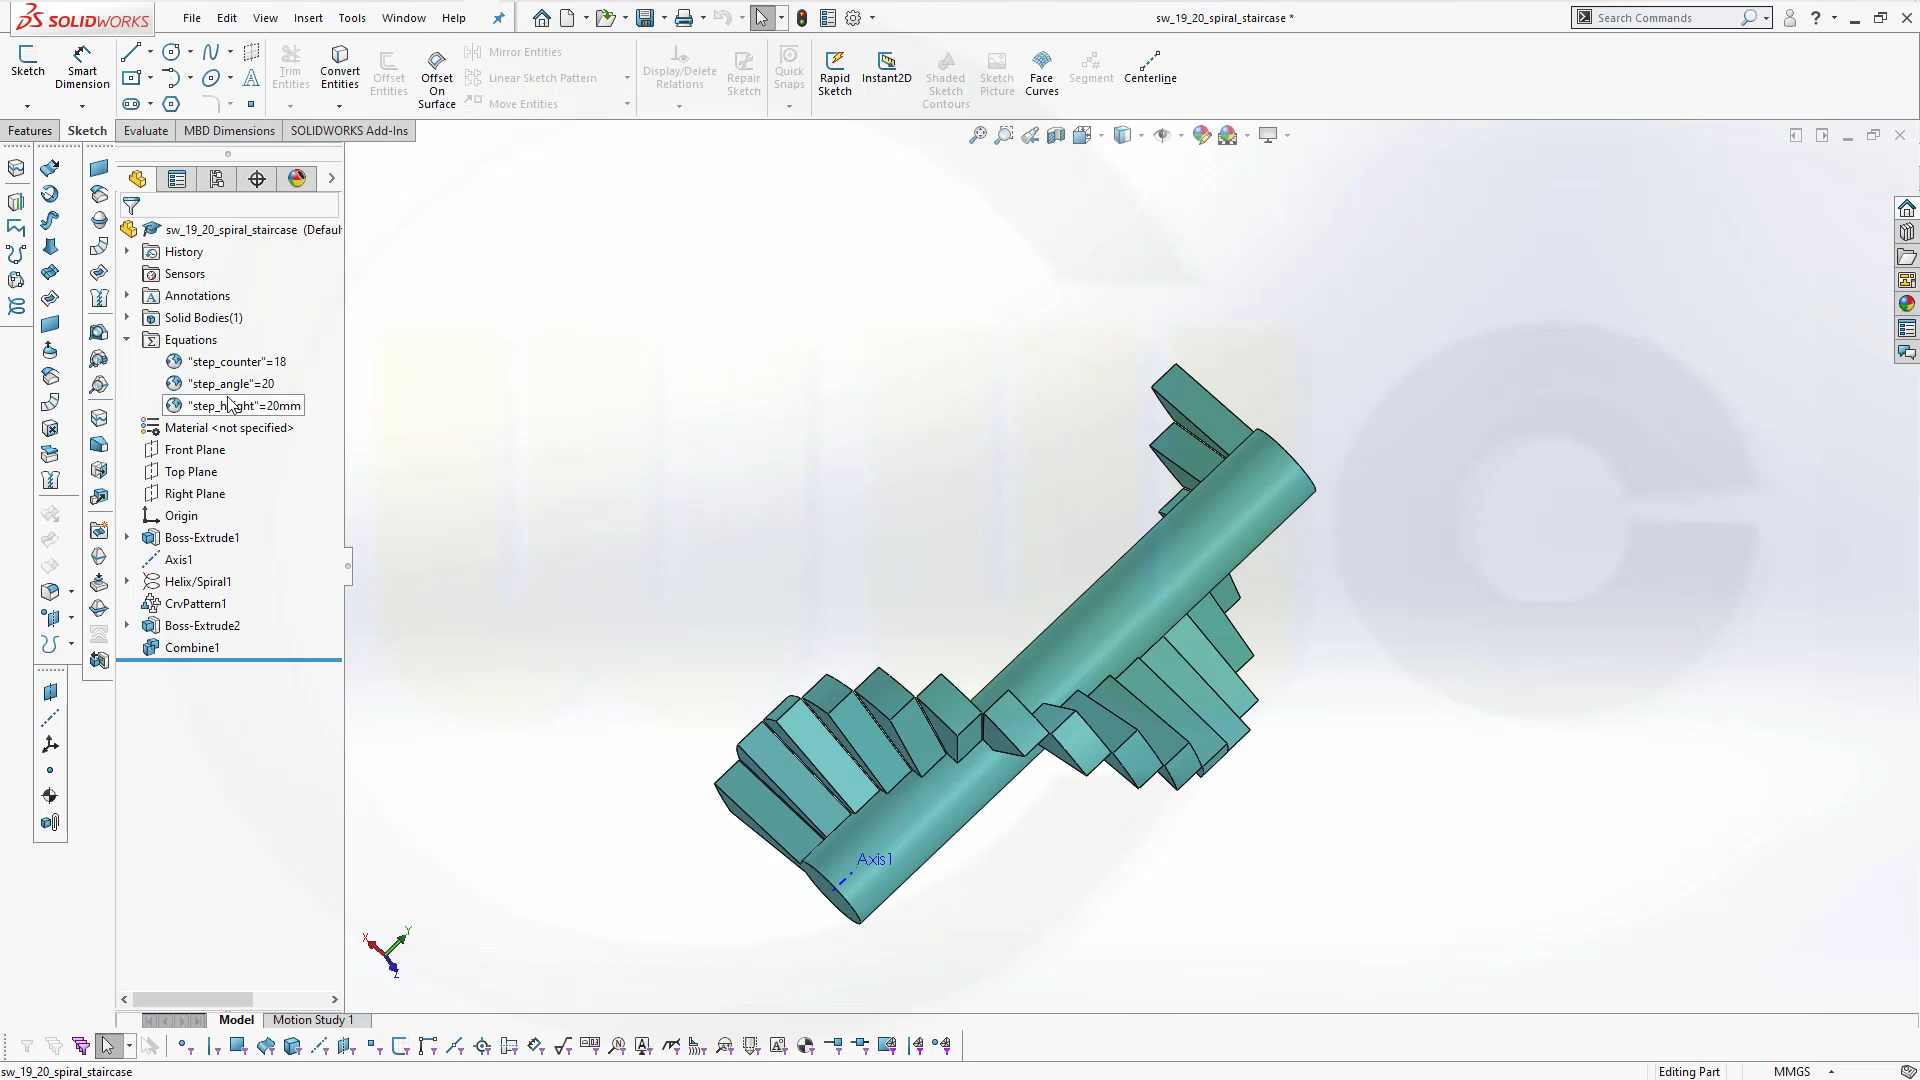 SOLIDWORKS File Edit View Insert Tools Window Help sw_19_20_spiral_staircase * Search Commands
Sketch Smart Dimension Trim Entities Convert Entities Offset Entities Offset On Surface Mirror Entities Linear Sketch Pattern Move Entities Display/Delete Relations Repair Sketch Quick Snaps Rapid Sketch Instant2D Shaded Sketch Contours Sketch Picture Face Curves Segment Centerline
Features Sketch Evaluate MBD Dimensions SOLIDWORKS Add-Ins
sw_19_20_spiral_staircase (Defaul
History
Sensors
Annotations
Solid Bodies(1)
Equations
"step_counter"=18
"step_angle"=20
"step_height"=20mm
Material <not specified>
Front Plane
Top Plane
Right Plane
Origin
Boss-Extrude1
Axis1
Helix/Spiral1
CrvPattern1
Boss-Extrude2
Combine1
Axis1
X Y Z
Model Motion Study 1
sw_19_20_spiral_staircase Editing Part MMGS